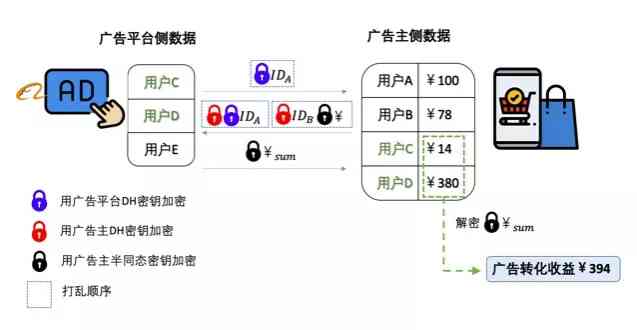 广告平台侧数据
广告主侧数据
AD
用户C
用户D
用户E
ID_A
ID_A
ID_B ¥
¥_sum
用户A ¥100
用户B ¥78
用户C ¥14
用户D ¥380
用广告平台DH密钥加密
用广告主DH密钥加密
用广告主半同态密钥加密
打乱顺序
解密 ¥_sum
广告转化收益¥394